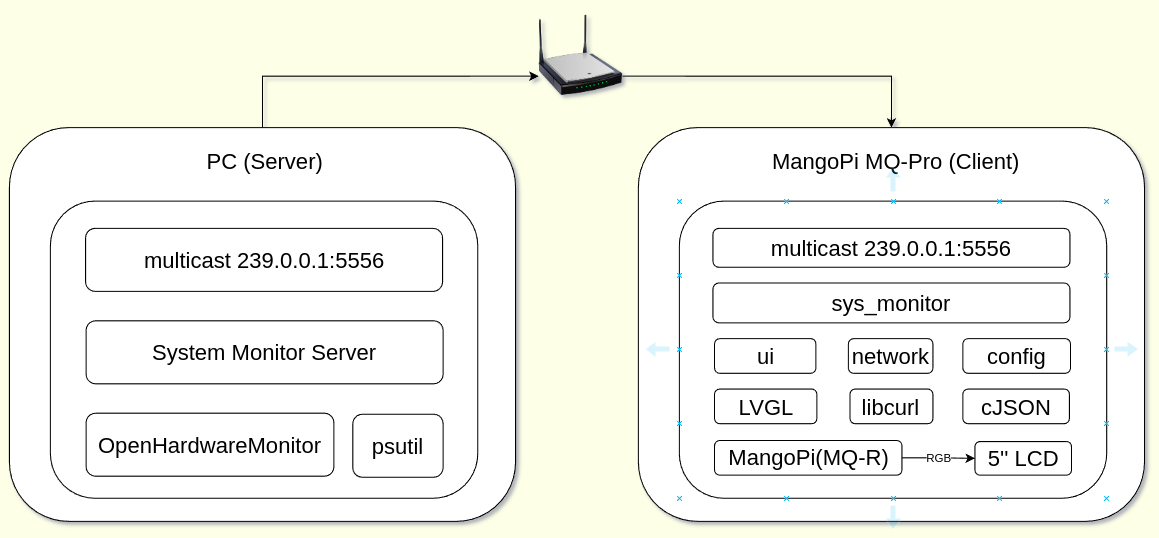 PC (Server)
multicast 239.0.0.1:5556
System Monitor Server
OpenHardwareMonitor
psutil
MangoPi MQ-Pro (Client)
multicast 239.0.0.1:5556
sys_monitor
ui
network
config
LVGL
libcurl
cJSON
MangoPi(MQ-R)
RGB
5" LCD